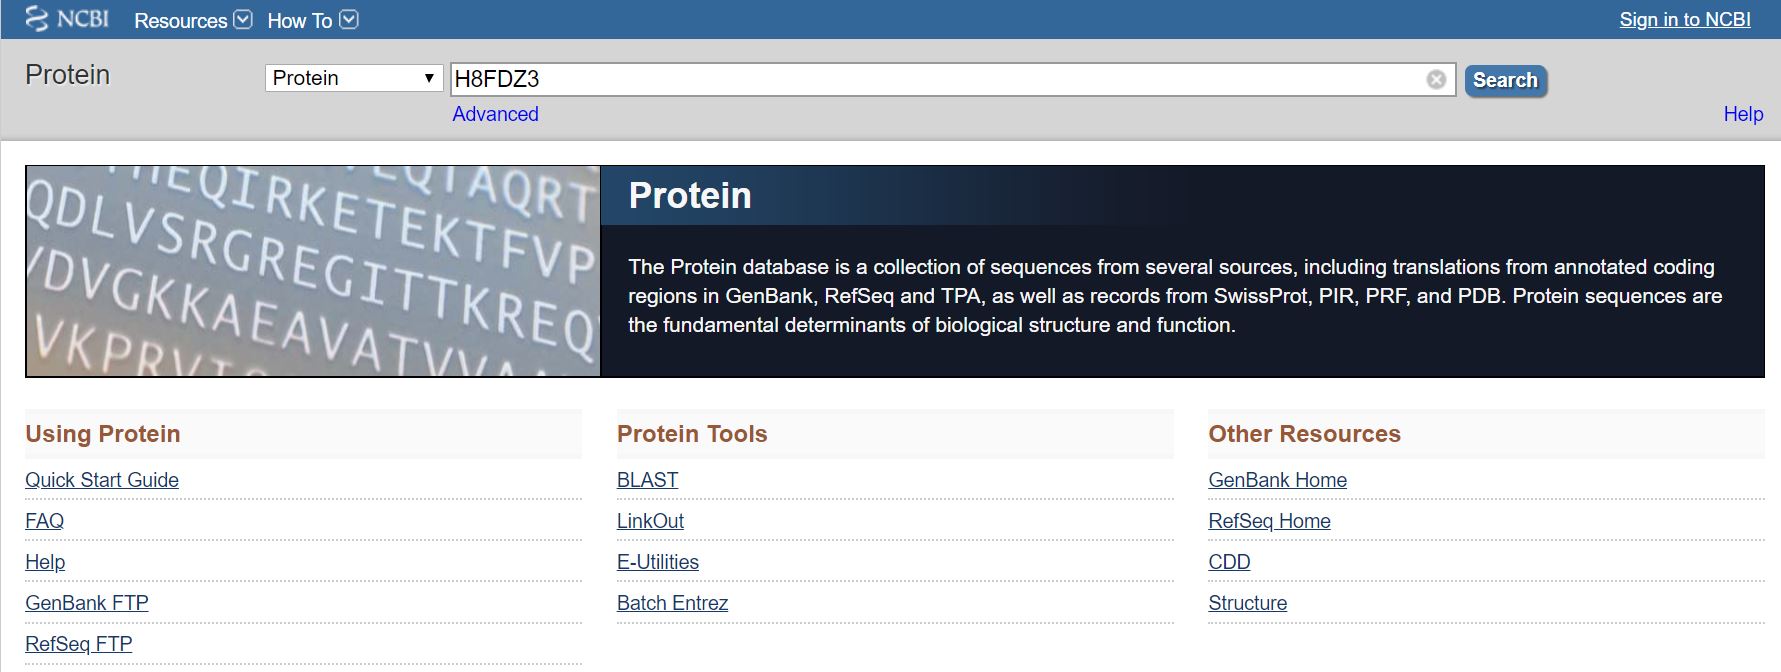 NCBI Resources How To Sign in to NCBI
Protein Protein H8FDZ3 Search
Advanced Help
EQIRKETEKTFVP
QDLVSRGREGITTKREQ
VDVGKKAEAVATVVA
VKPRV
Protein
The Protein database is a collection of sequences from several sources, including translations from annotated coding
regions in GenBank, RefSeq and TPA, as well as records from SwissProt, PIR, PRF, and PDB. Protein sequences are
the fundamental determinants of biological structure and function.
Using Protein
Quick Start Guide
FAQ
Help
GenBank FTP
RefSeq FTP
Protein Tools
BLAST
LinkOut
E-Utilities
Batch Entrez
Other Resources
GenBank Home
RefSeq Home
CDD
Structure